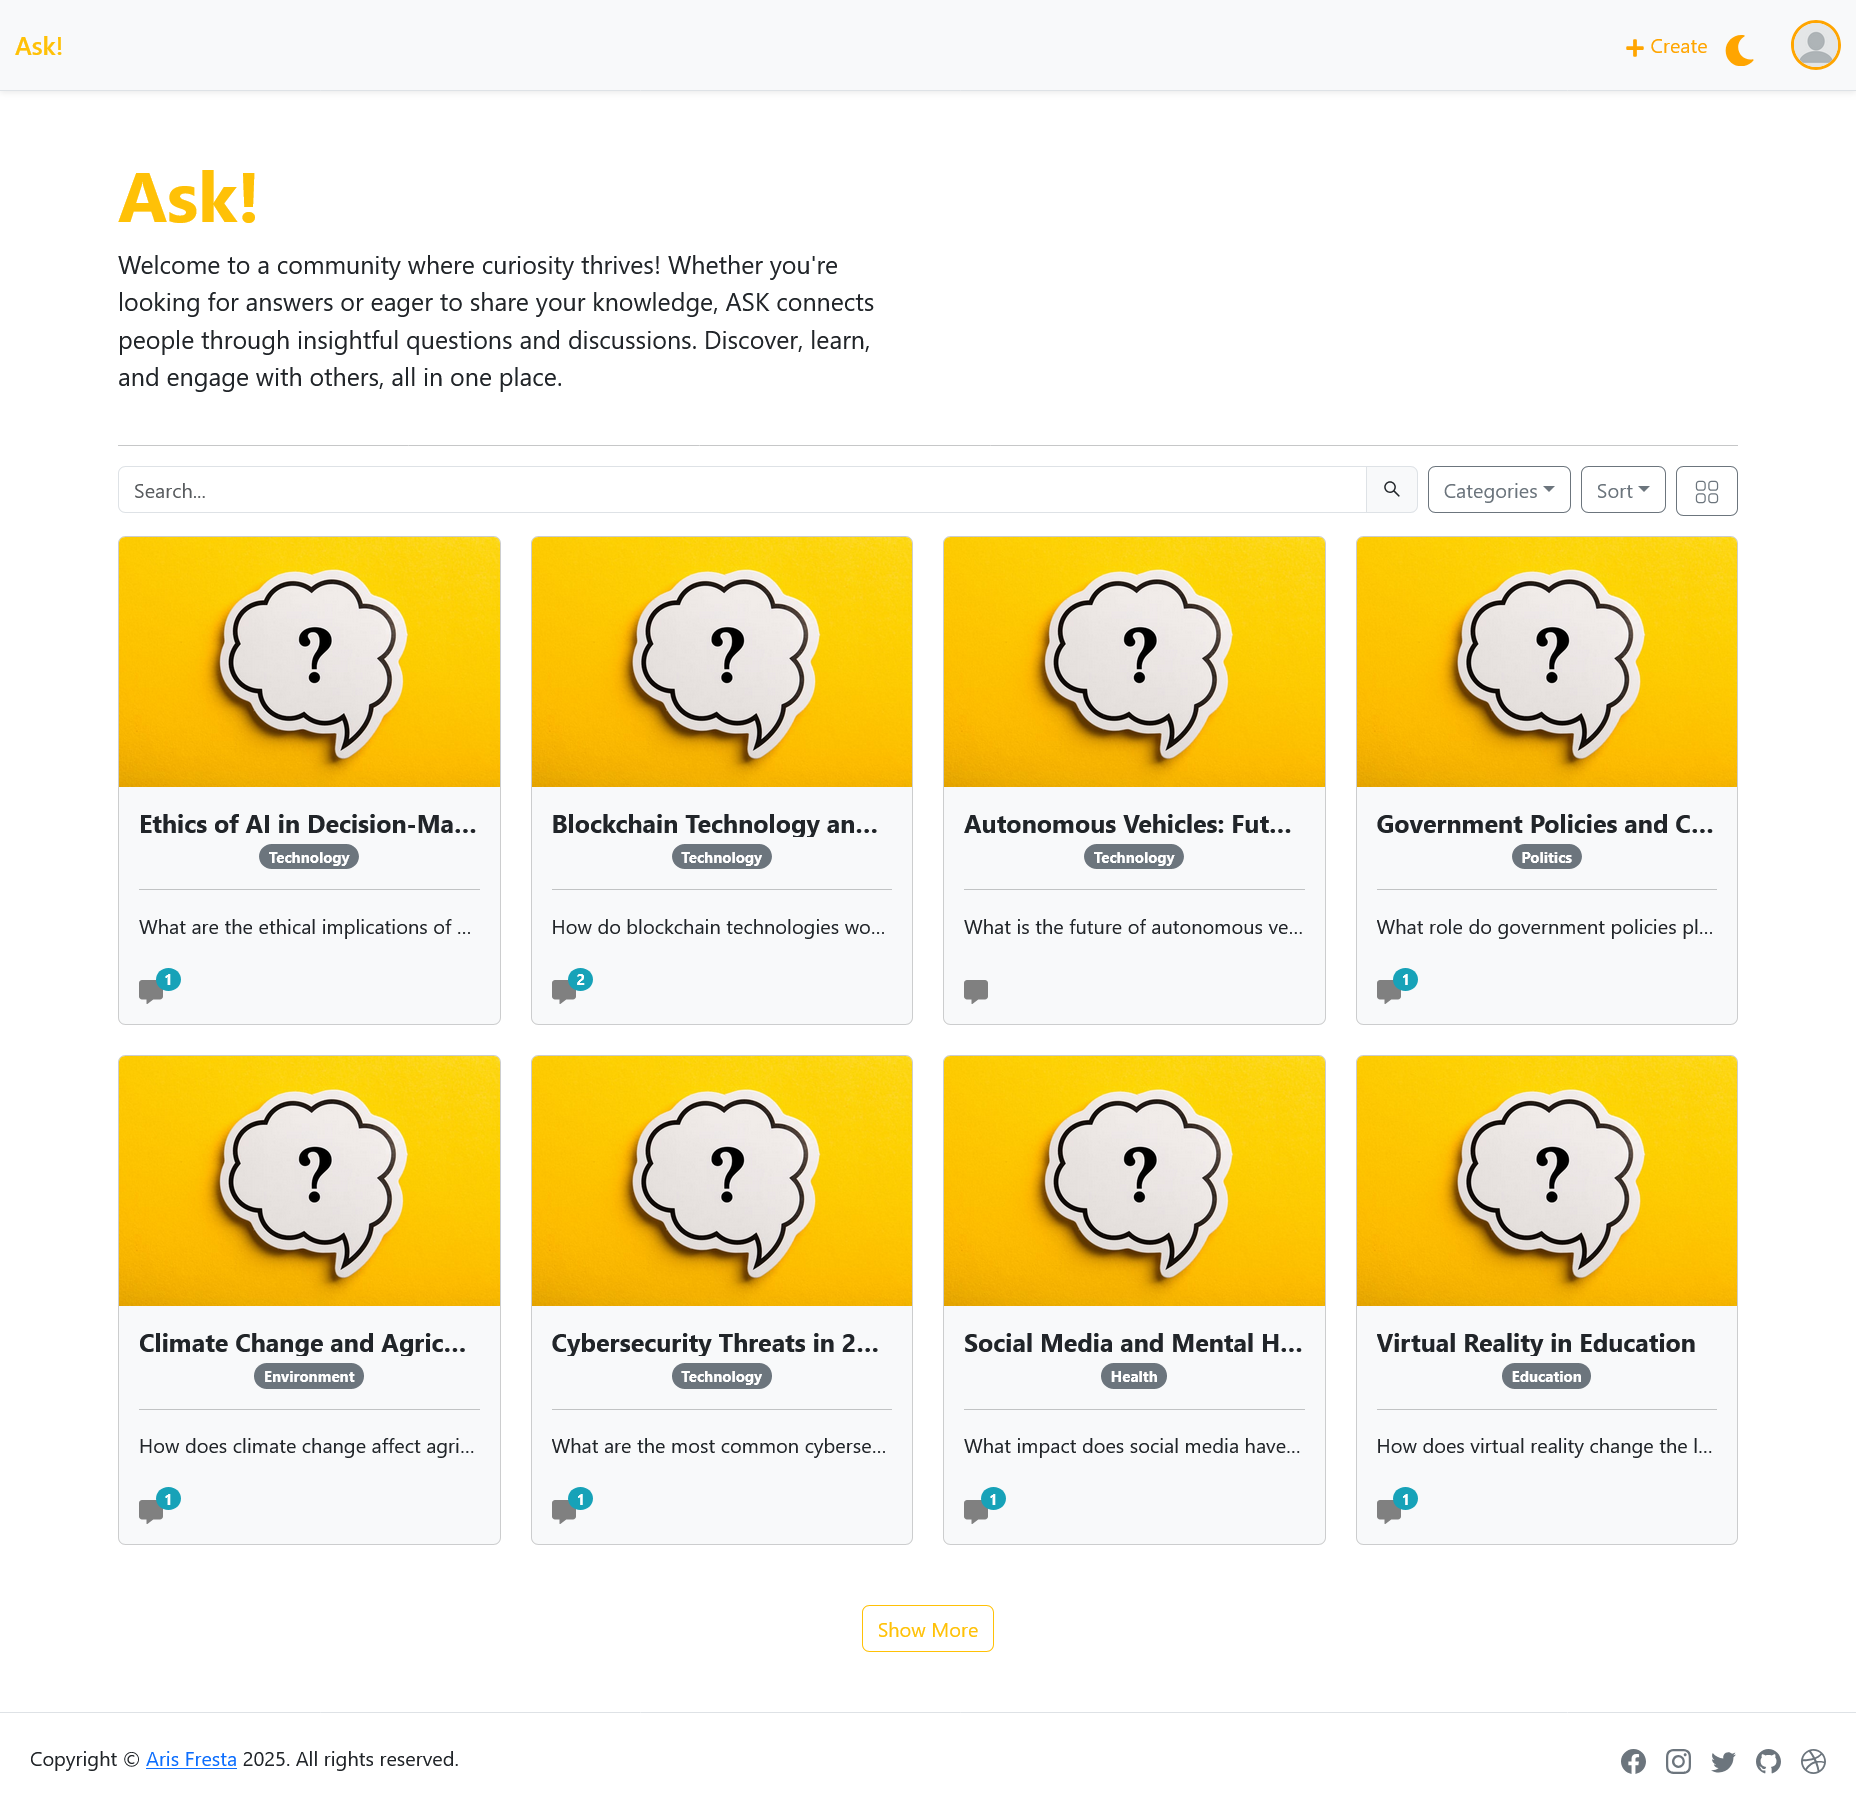 Ask!
Create
Ask!
Welcome to a community where curiosity thrives! Whether you're
looking for answers or eager to share your knowledge, ASK connects
people through insightful questions and discussions. Discover, learn,
and engage with others, all in one place.
Search...
Categories
Sort
?
?
?
?
Ethics of AI in Decision-Ma...
Blockchain Technology an...
Autonomous Vehicles: Fut...
Government Policies and C...
Technology
Technology
Technology
Politics
What are the ethical implications of ...
How do blockchain technologies wo...
What is the future of autonomous ve...
What role do government policies pl...
1
2
1
?
?
?
?
Climate Change and Agric...
Cybersecurity Threats in 2...
Social Media and Mental H...
Virtual Reality in Education
Environment
Technology
Health
Education
How does climate change affect agri...
What are the most common cyberse...
What impact does social media have...
How does virtual reality change the l...
1
1
1
1
Show More
Copyright © Aris Fresta 2025. All rights reserved.